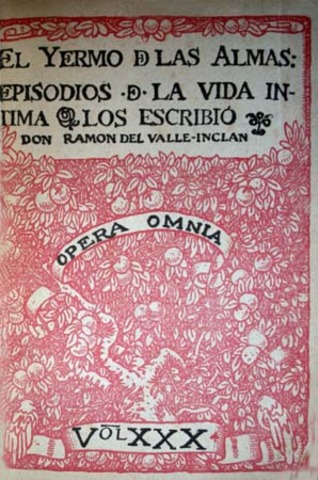 EL YERMO D LAS ALMAS:
EPISODIOS · D · LA VIDA IN-
TIMA Q LOS ESCRIBIÓ
DON RAMON DEL VALLE-INCLAN
OPERA OMNIA
VOL XXX